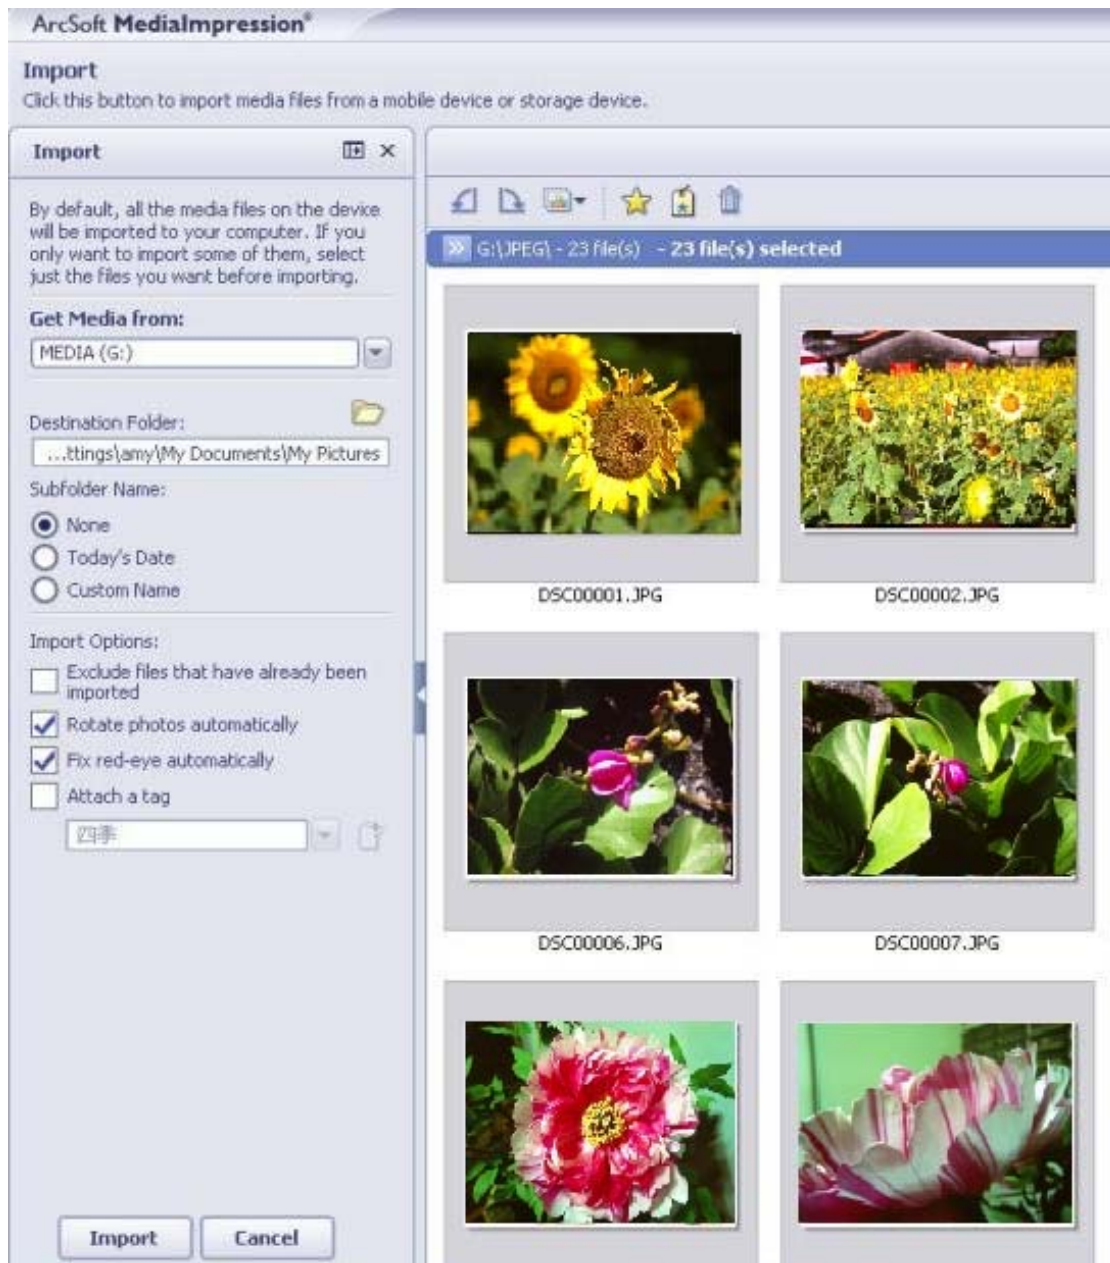 ArcSoft MediaImpression®
Import
Click this button to import media files from a mobile device or storage device.
Import
By default, all the media files on the device
will be imported to your computer. If you
only want to import some of them, select
just the files you want before importing.
Get Media from:
MEDIA (G:)
Destination Folder:
...ttings\amy\My Documents\My Pictures
Subfolder Name:
None
Today's Date
Custom Name
Import Options:
Exclude files that have already been
imported
Rotate photos automatically
Fix red-eye automatically
Attach a tag
四季
Import
Cancel
G:\JPEG\ - 23 file(s) - 23 file(s) selected
DSC00001.JPG
DSC00002.JPG
DSC00006.JPG
DSC00007.JPG